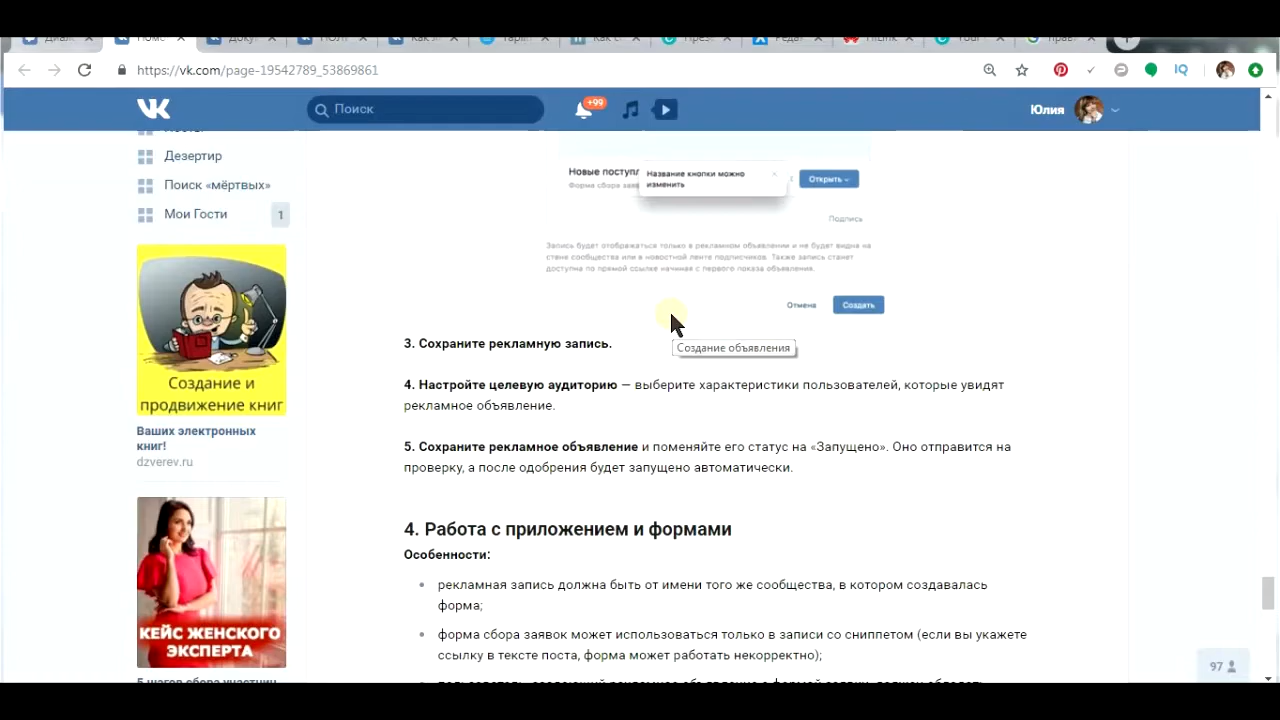 https://vk.com/page-19542789_53869861
Поиск
+99
Юлия
Дезертир
Поиск «мёртвых»
Мои Гости
1
Создание и
продвижение книг
Ваших электронных
книг!
dzverev.ru
КЕЙС ЖЕНСКОГО
ЭКСПЕРТА
Новые поступл
Название кнопки можно
изменить
Открыть
Форма сбора заяв
Подпись
Запись будет отображаться только в рекламном объявлении и не будет видна на
стене сообщества или в новостной ленте подписчиков. Также запись станет
доступна по прямой ссылке начиная с первого показа объявления.
Отмена
Создать
3. Сохраните рекламную запись.
Создание объявления
4. Настройте целевую аудиторию — выберите характеристики пользователей, которые увидят
рекламное объявление.
5. Сохраните рекламное объявление и поменяйте его статус на «Запущено». Оно отправится на
проверку, а после одобрения будет запущено автоматически.
4. Работа с приложением и формами
Особенности:
рекламная запись должна быть от имени того же сообщества, в котором создавалась
форма;
форма сбора заявок может использоваться только в записи со сниппетом (если вы укажете
ссылку в тексте поста, форма может работать некорректно);
97